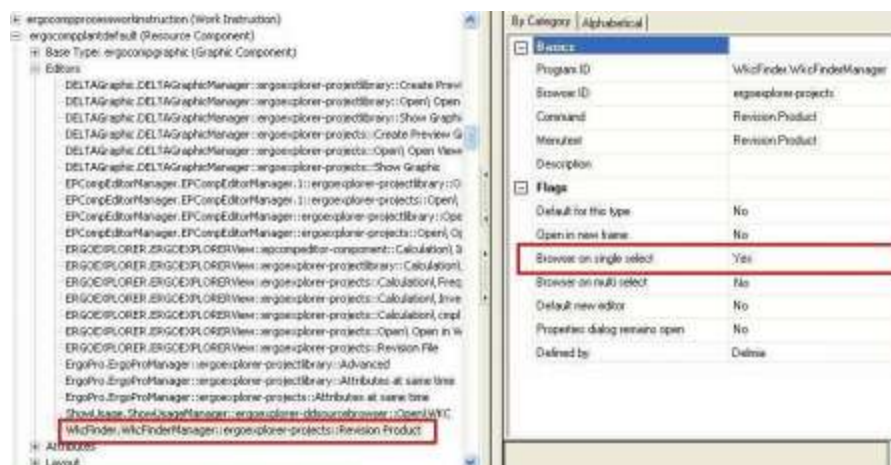 ergocompprocessworkinstruction (Work Instruction)
ergocompplantdefault (Resource Component)
Base Type: ergocompgraphic (Graphic Component)
Editors
DELTAGraphic.DELTAGraphicManager::ergoexplorer-projectlibrary::Create Previ
DELTAGraphic.DELTAGraphicManager::ergoexplorer-projectlibrary::Open\ Open
DELTAGraphic.DELTAGraphicManager::ergoexplorer-projectlibrary::Show Graphi
DELTAGraphic.DELTAGraphicManager::ergoexplorer-projects::Create Preview G
DELTAGraphic.DELTAGraphicManager::ergoexplorer-projects::Open\ Open View
DELTAGraphic.DELTAGraphicManager::ergoexplorer-projects::Show Graphic
EPCompEditorManager.EPCompEditorManager.1::ergoexplorer-projectlibrary::O
EPCompEditorManager.EPCompEditorManager.1::ergoexplorer-projects::Open\
EPCompEditorManager.EPCompEditorManager::ergoexplorer-projectlibrary::Ope
EPCompEditorManager.EPCompEditorManager::ergoexplorer-projects::Open\ O
ERGOEXPLORER.ERGOEXPLORERView::epcompeditor-component::Calculation\
ERGOEXPLORER.ERGOEXPLORERView::ergoexplorer-projectlibrary::Calculation\
ERGOEXPLORER.ERGOEXPLORERView::ergoexplorer-projects::Calculation\ Freq
ERGOEXPLORER.ERGOEXPLORERView::ergoexplorer-projects::Calculation\ Inve
ERGOEXPLORER.ERGOEXPLORERView::ergoexplorer-projects::Calculation\ cmpl
ERGOEXPLORER.ERGOEXPLORERView::ergoexplorer-projects::Open\ Open in W
ERGOEXPLORER.ERGOEXPLORERView::ergoexplorer-projects::Revision File
ErgoPro.ErgoProManager::ergoexplorer-projectlibrary::Advanced
ErgoPro.ErgoProManager::ergoexplorer-projectlibrary::Attributes at same time
ErgoPro.ErgoProManager::ergoexplorer-projects::Attributes at same time
ShowUsage.ShowUsageManager::ergoexplorer-ddsourcebrowser::Open\WKC
WkcFinder.WkcFinderManager::ergoexplorer-projects::Revision Product
Attributes
Layout
By Category Alphabetical
Basics
Program ID WkcFinder.WkcFinderManager
Browser ID ergoexplorer-projects
Command Revision Product
Menutext Revision Product
Description
Flags
Default for this type No
Open in new frame No
Browser on single select Yes
Browser on multi select No
Default new editor No
Properties dialog remains open No
Defined by Delmia